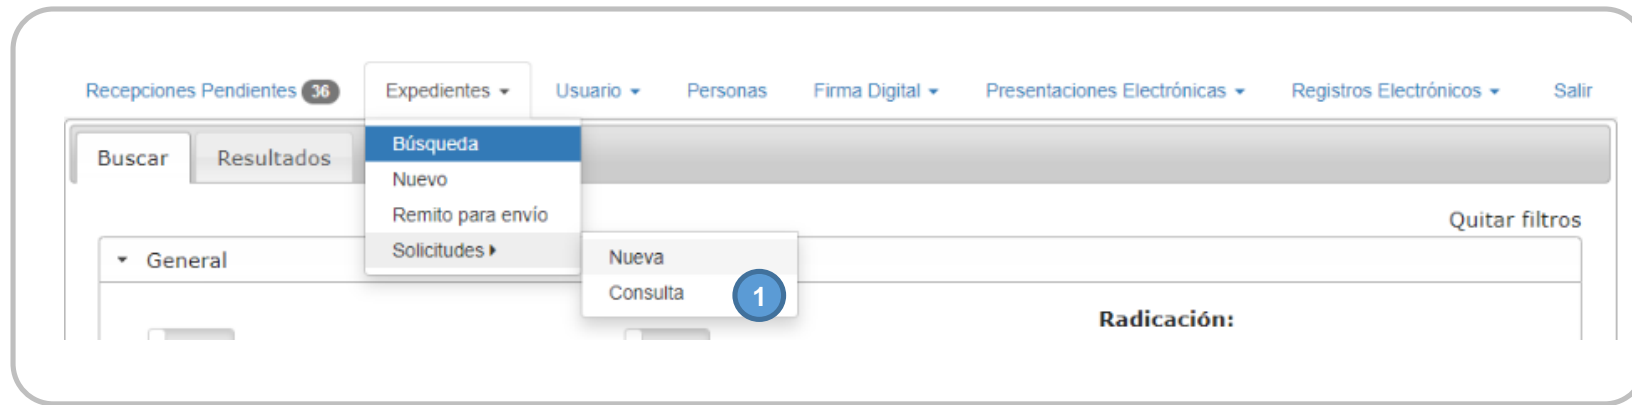 Recepciones Pendientes 36 Expedientes Usuario Personas Firma Digital Presentaciones Electrónicas Registros Electrónicos Salir
Buscar Resultados
Búsqueda
Nuevo
Remito para envío
Solicitudes
Nueva
Consulta 1
Quitar filtros
General
Radicación: